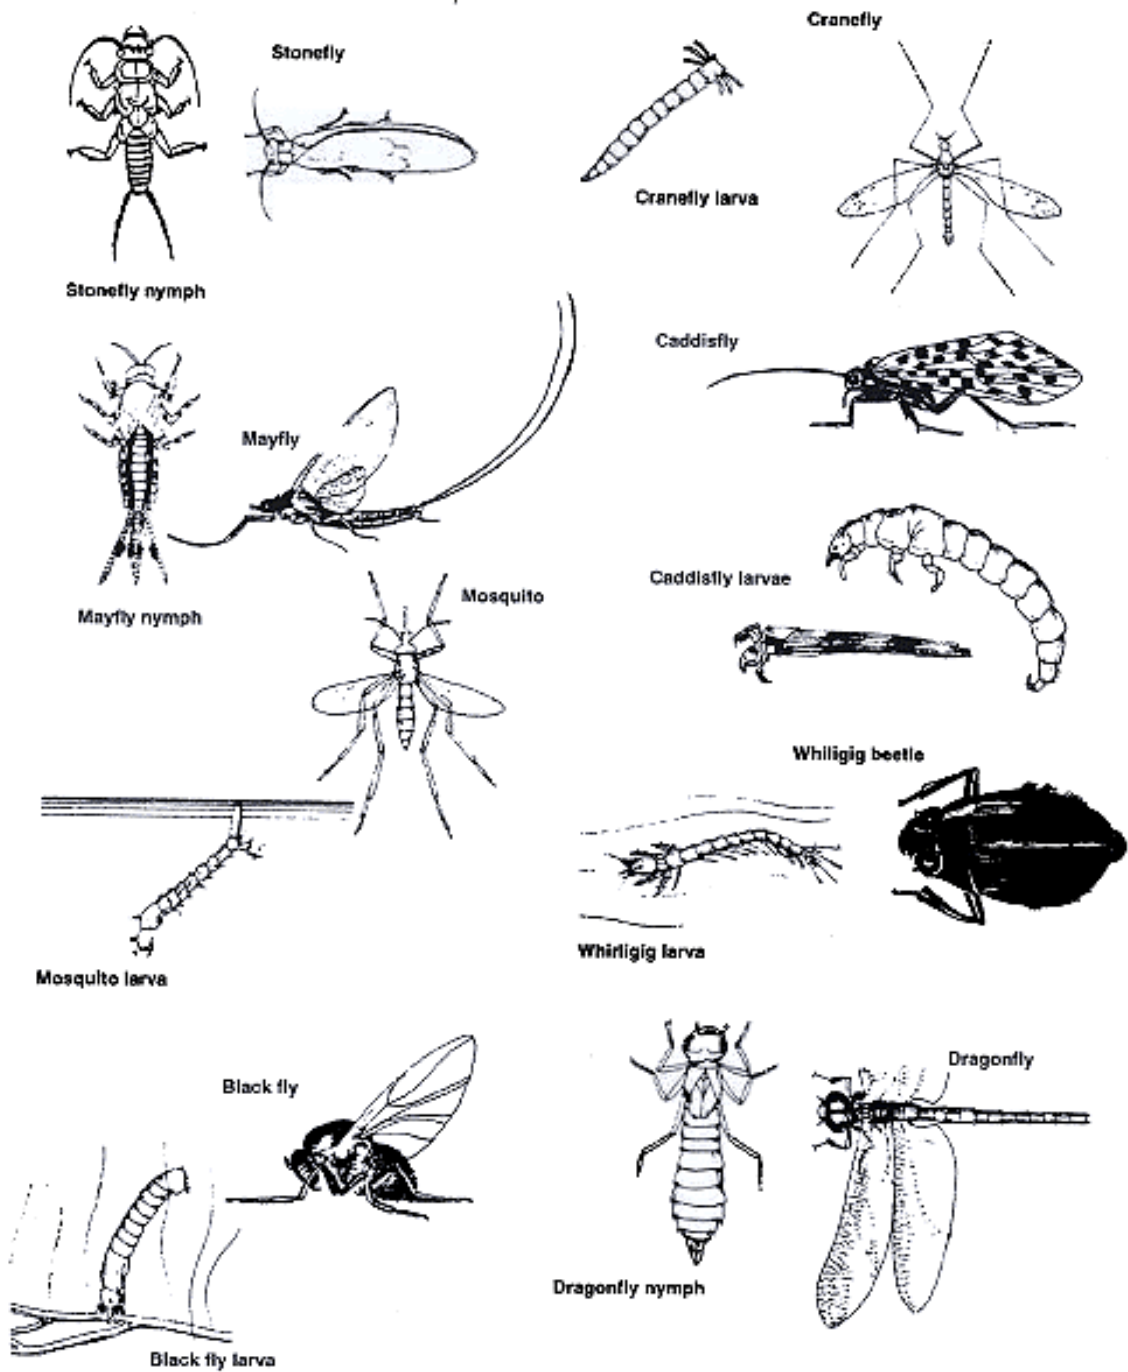 Cranefly
Stonefly
Cranefly larva
Stonefly nymph
Caddisfly
Mayfly
Caddisfly larvae
Mosquito
Mayfly nymph
Whiligig beetle
Whirligig larva
Mosquito larva
Dragonfly
Black fly
Dragonfly nymph
Black fly larva